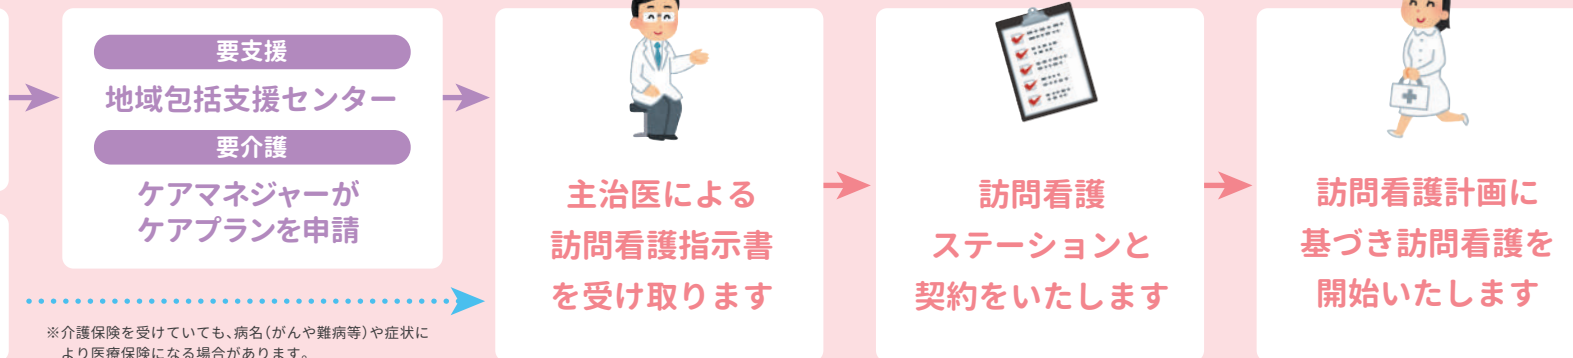 要支援
地域包括支援センター
要介護
ケアマネジャーが
ケアプランを申請
※介護保険を受けていても、病名(がんや難病等)や症状に
より医療保険になる場合があります。
主治医による
訪問看護指示書
を受け取ります
訪問看護
ステーションと
契約をいたします
訪問看護計画に
基づき訪問看護を
開始いたします